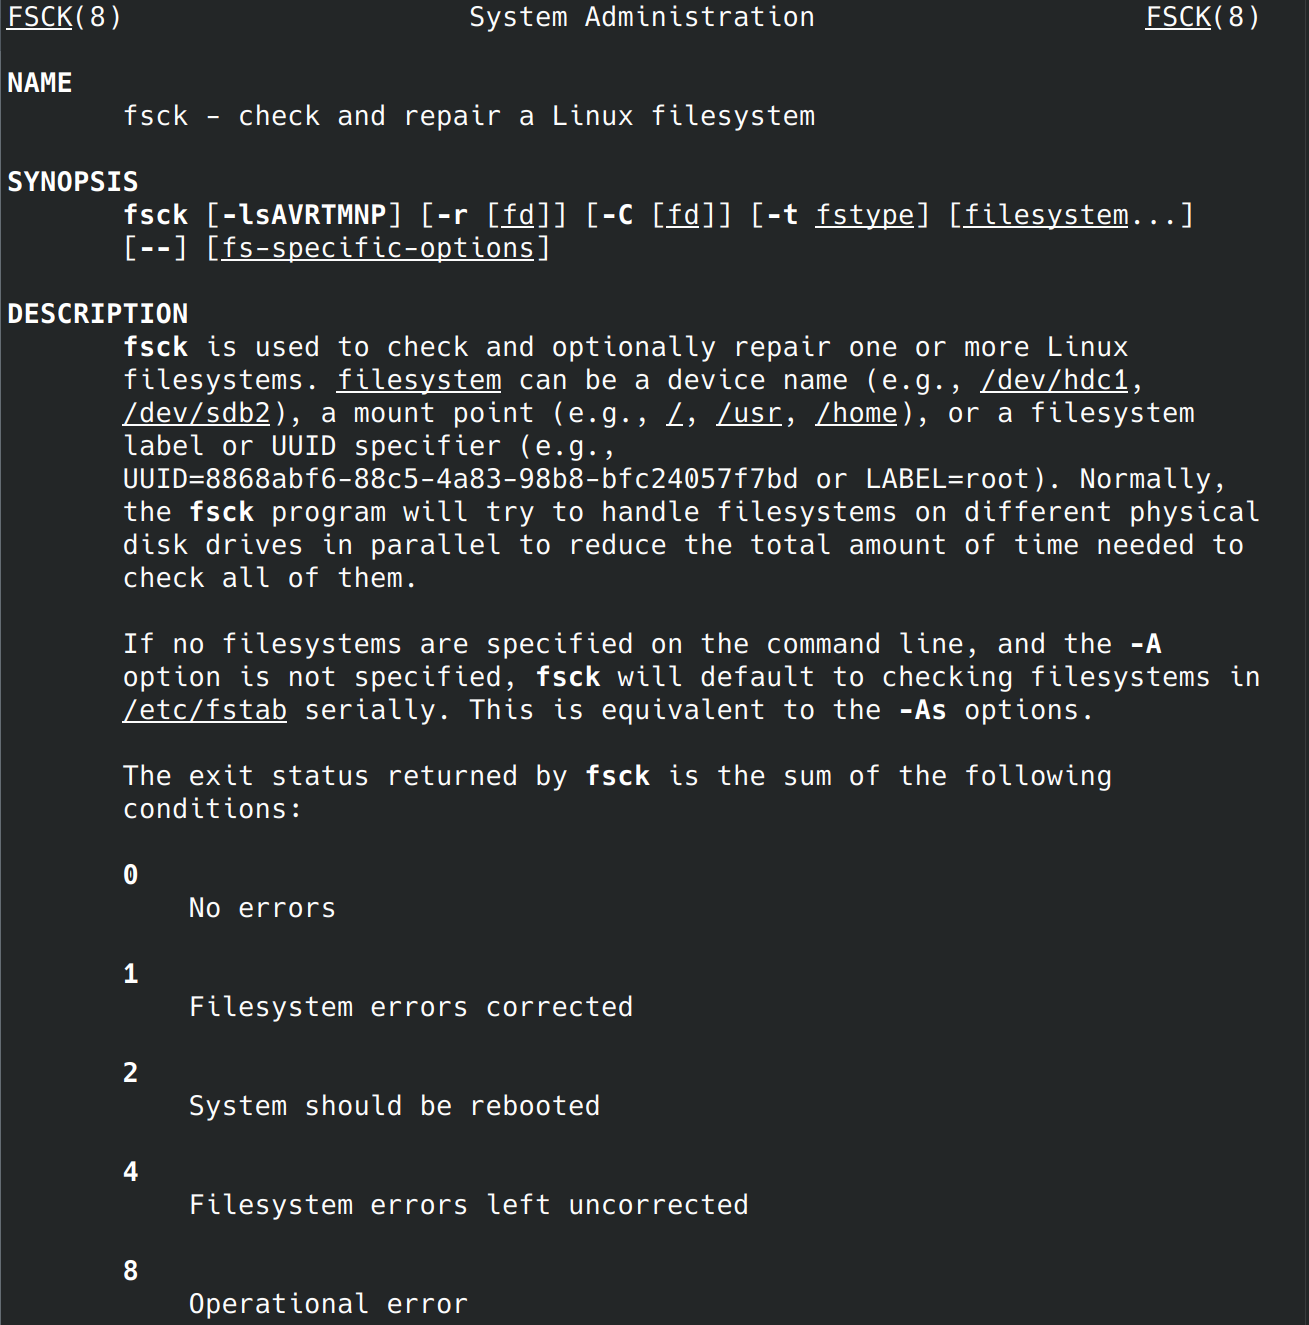 FSCK(8) System Administration FSCK(8)
NAME
fsck - check and repair a Linux filesystem
SYNOPSIS
fsck [-lsAVRTMNP] [-r [fd]] [-C [fd]] [-t fstype] [filesystem...]
[--] [fs-specific-options]
DESCRIPTION
fsck is used to check and optionally repair one or more Linux
filesystems. filesystem can be a device name (e.g., /dev/hdc1,
/dev/sdb2), a mount point (e.g., /, /usr, /home), or a filesystem
label or UUID specifier (e.g.,
UUID=8868abf6-88c5-4a83-98b8-bfc24057f7bd or LABEL=root). Normally,
the fsck program will try to handle filesystems on different physical
disk drives in parallel to reduce the total amount of time needed to
check all of them.
If no filesystems are specified on the command line, and the -A
option is not specified, fsck will default to checking filesystems in
/etc/fstab serially. This is equivalent to the -As options.
The exit status returned by fsck is the sum of the following
conditions:
0
No errors
1
Filesystem errors corrected
2
System should be rebooted
4
Filesystem errors left uncorrected
8
Operational error